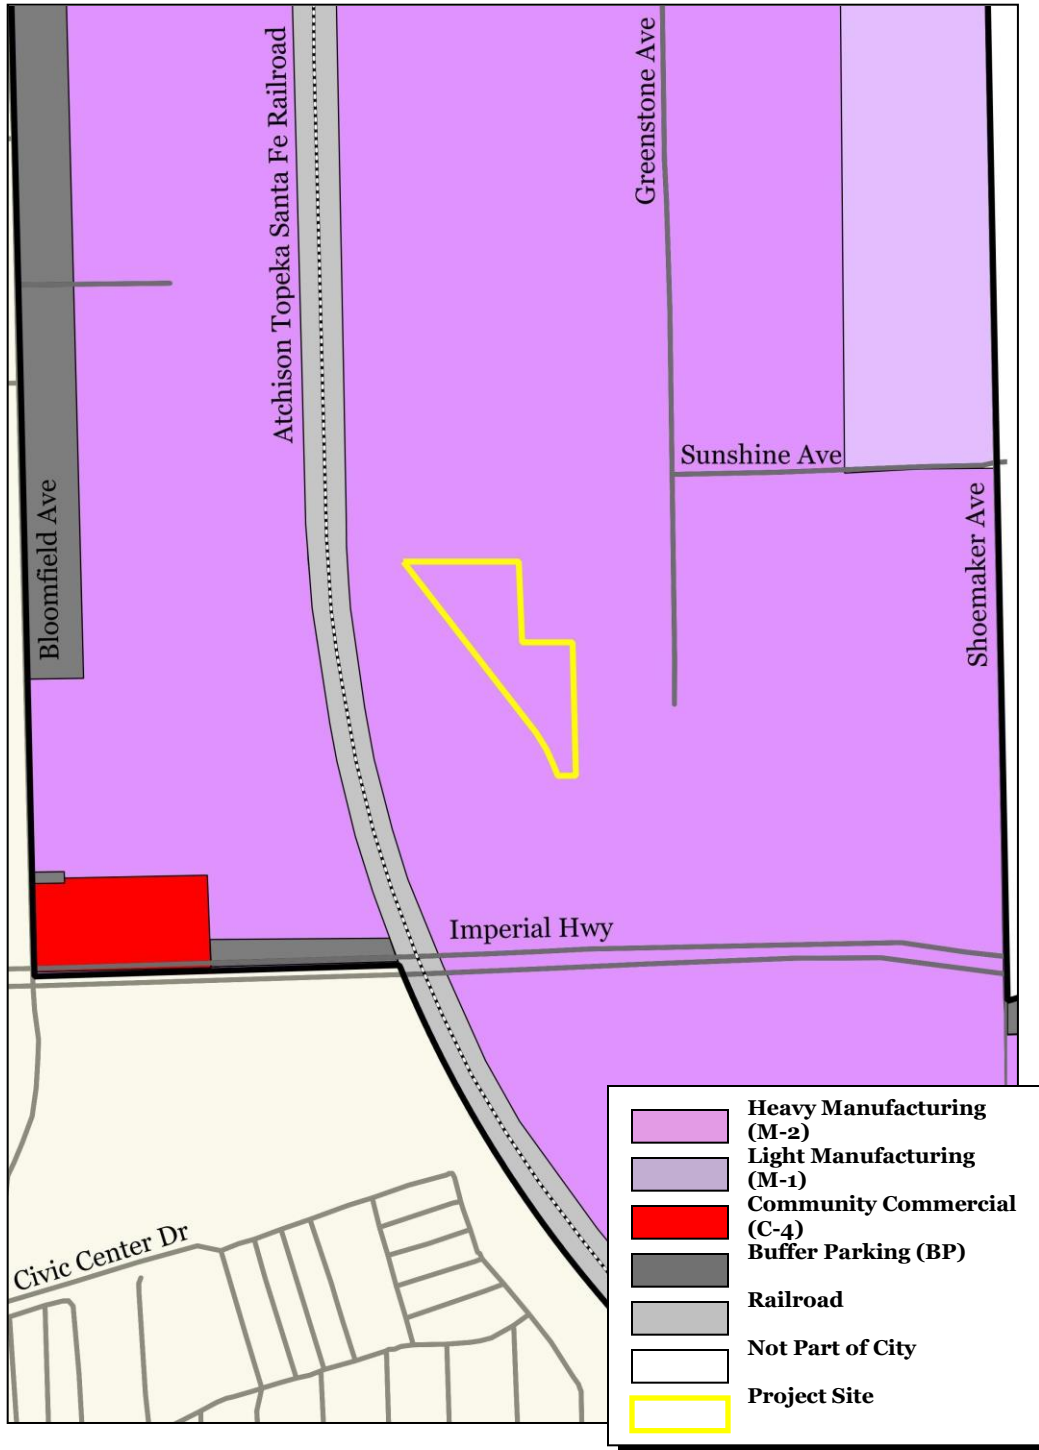 Atchison Topeka Santa Fe Railroad
Greenstone Ave
Sunshine Ave
Bloomfield Ave
Shoemaker Ave
Imperial Hwy
Civic Center Dr
Heavy Manufacturing
(M-2)
Light Manufacturing
(M-1)
Community Commercial
(C-4)
Buffer Parking (BP)
Railroad
Not Part of City
Project Site